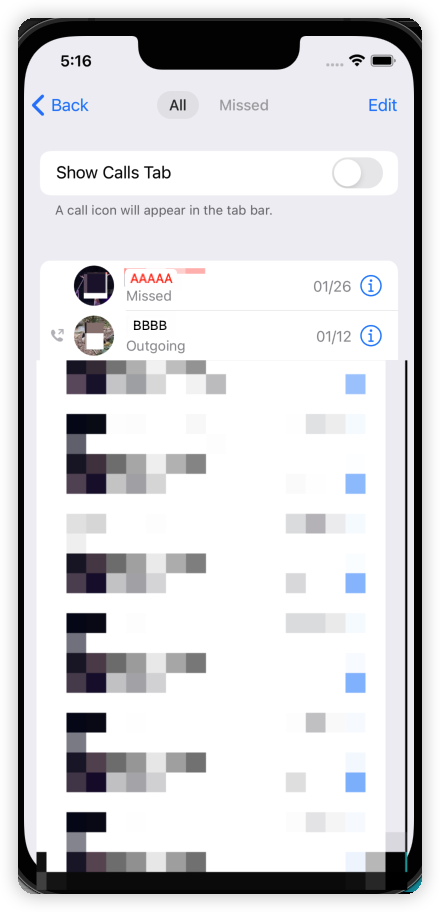 5:16
Back
All
Missed
Edit
Show Calls Tab
A call icon will appear in the tab bar.
AAAAA
Missed
01/26
BBBB
Outgoing
01/12